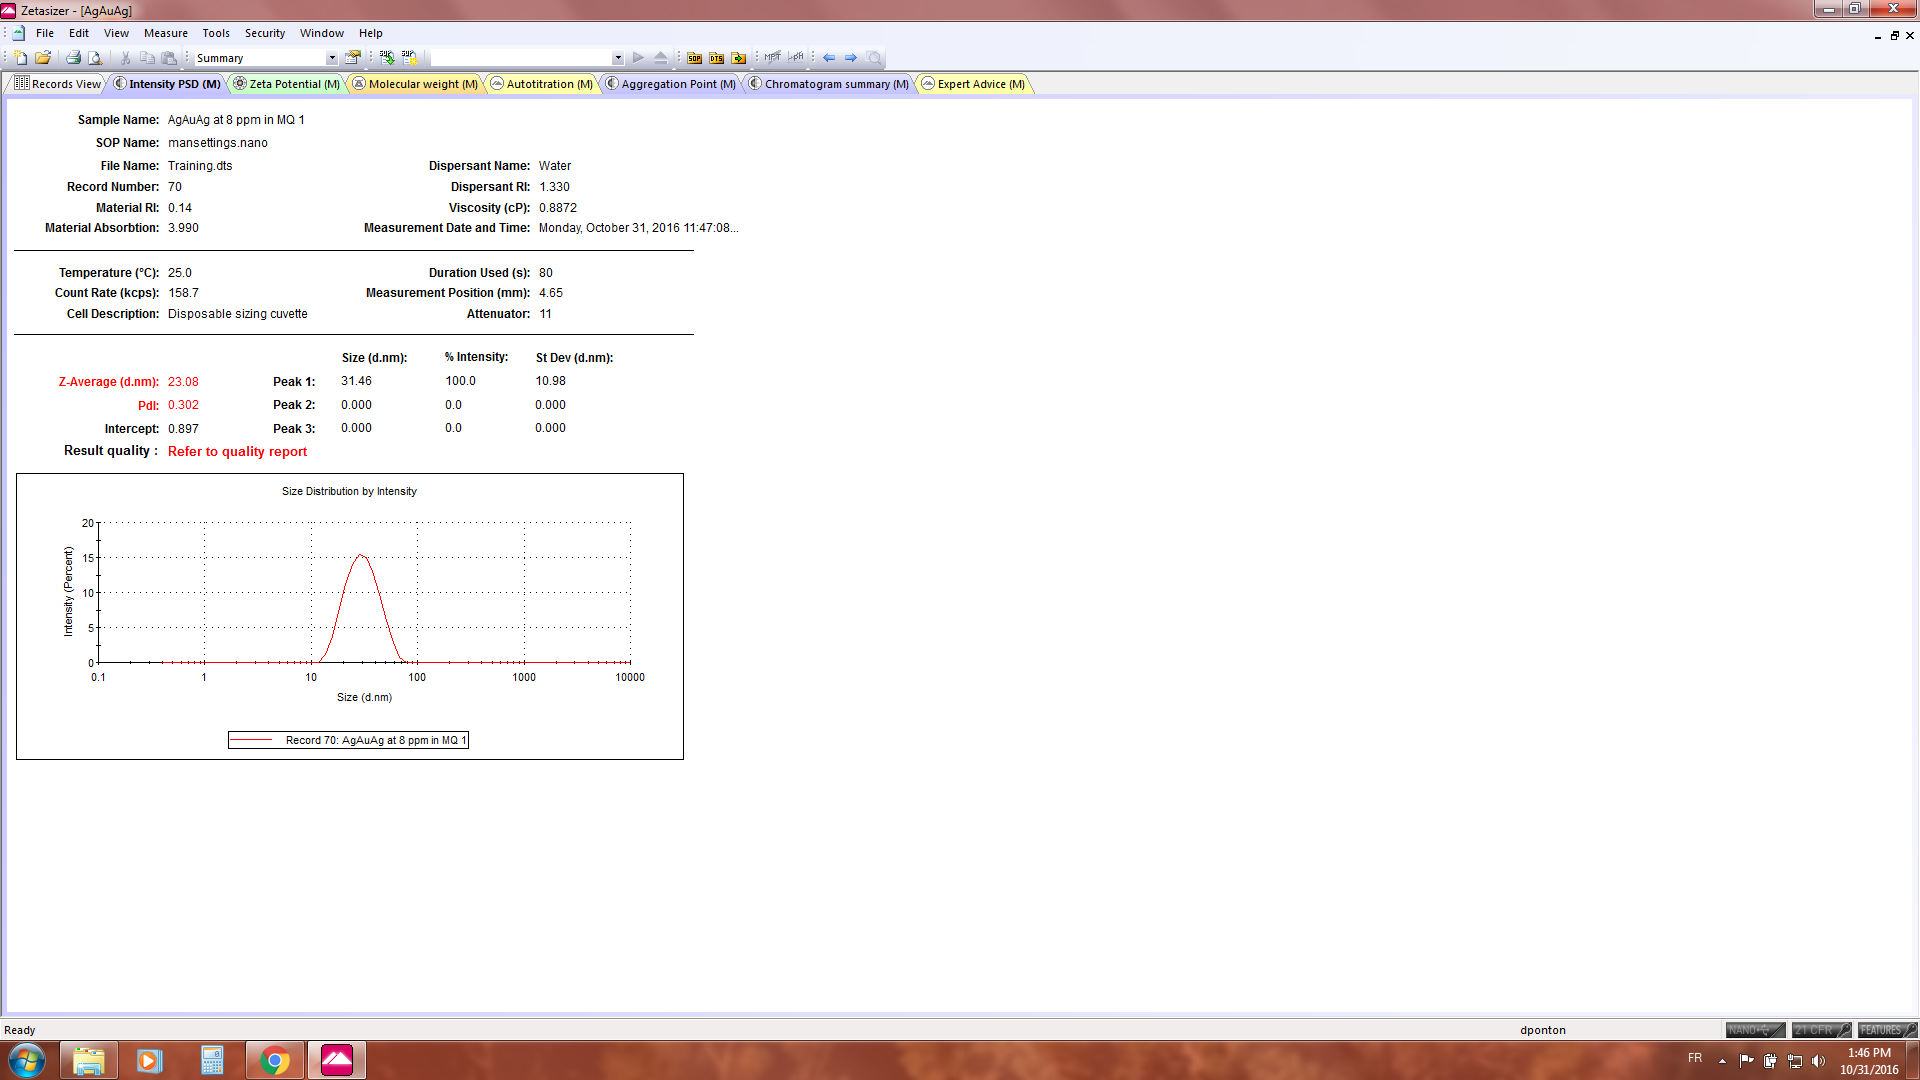 Zetasizer - [AgAuAg]
File Edit View Measure Tools Security Window Help
Summary
Records View Intensity PSD (M) Zeta Potential (M) Molecular weight (M) Autotitration (M) Aggregation Point (M) Chromatogram summary (M) Expert Advice (M)
Sample Name: AgAuAg at 8 ppm in MQ 1
SOP Name: mansettings.nano
File Name: Training.dts Dispersant Name: Water
Record Number: 70 Dispersant RI: 1.330
Material RI: 0.14 Viscosity (cP): 0.8872
Material Absorbtion: 3.990 Measurement Date and Time: Monday, October 31, 2016 11:47:08...
Temperature (°C): 25.0 Duration Used (s): 80
Count Rate (kcps): 158.7 Measurement Position (mm): 4.65
Cell Description: Disposable sizing cuvette Attenuator: 11
Size (d.nm): % Intensity: St Dev (d.nm):
Z-Average (d.nm): 23.08 Peak 1: 31.46 100.0 10.98
PdI: 0.302 Peak 2: 0.000 0.0 0.000
Intercept: 0.897 Peak 3: 0.000 0.0 0.000
Result quality : Refer to quality report
Size Distribution by Intensity
Intensity (Percent)
20
15
10
5
0
0.1 1 10 100 1000 10000
Size (d.nm)
Record 70: AgAuAg at 8 ppm in MQ 1
Ready dponton NANO 21 CFR FEATURES
FR 1:46 PM
10/31/2016